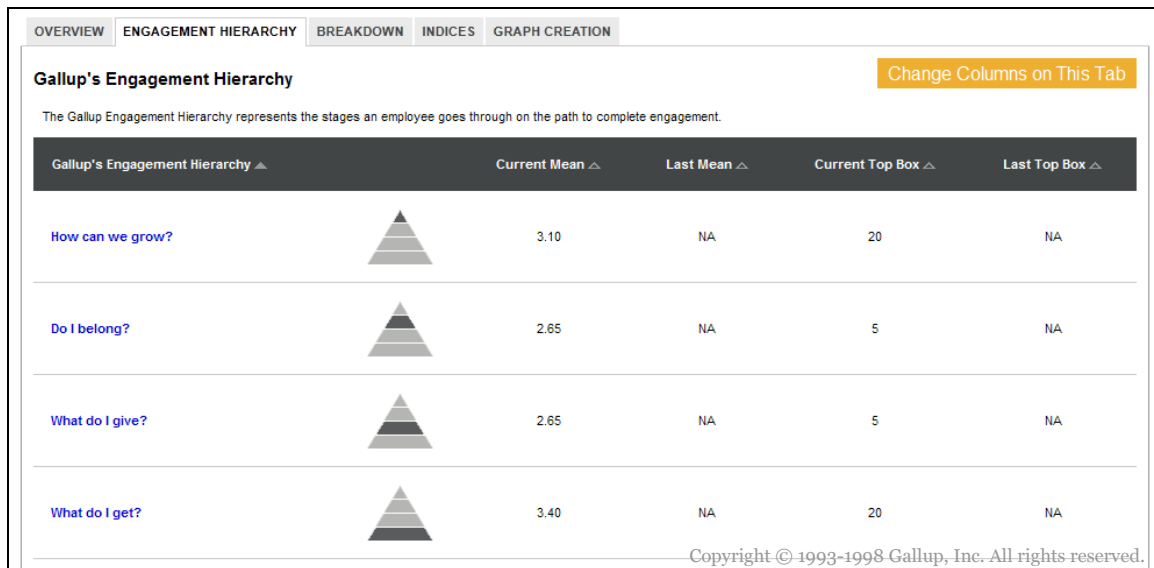 OVERVIEW ENGAGEMENT HIERARCHY BREAKDOWN INDICES GRAPH CREATION
Gallup's Engagement Hierarchy
Change Columns on This Tab
The Gallup Engagement Hierarchy represents the stages an employee goes through on the path to complete engagement.
Gallup's Engagement Hierarchy Current Mean Last Mean Current Top Box Last Top Box
How can we grow? 3.10 NA 20 NA
Do I belong? 2.65 NA 5 NA
What do I give? 2.65 NA 5 NA
What do I get? 3.40 NA 20 NA
Copyright © 1993-1998 Gallup, Inc. All rights reserved.